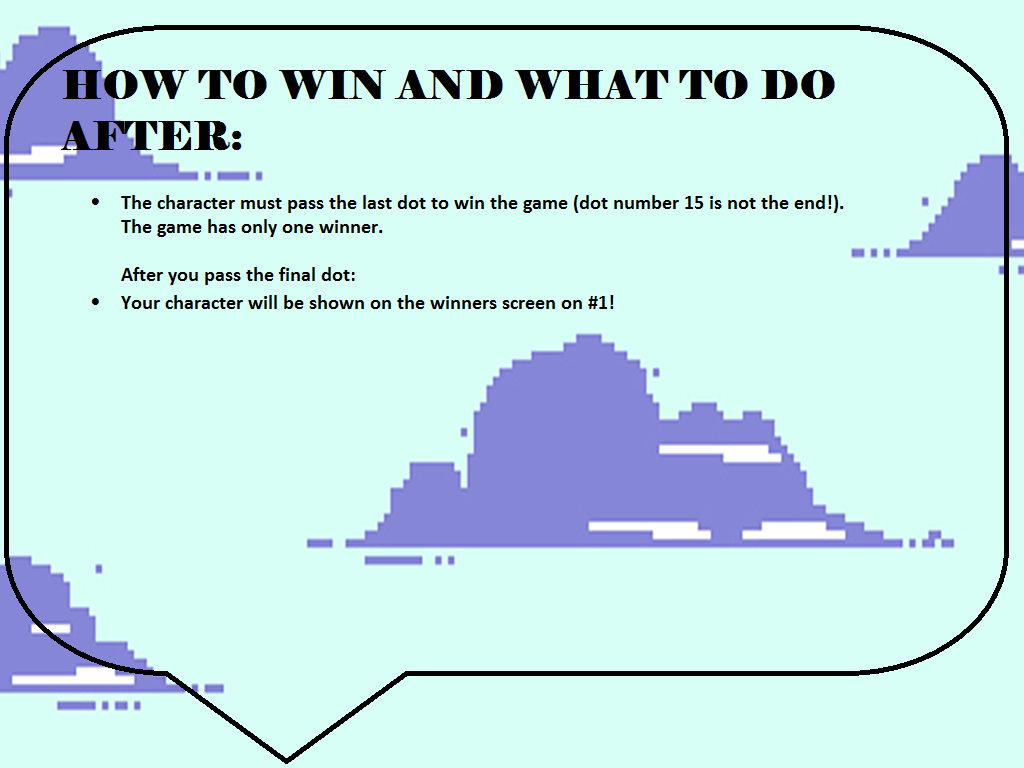 HOW TO WIN AND WHAT TO DO
AFTER:
• The character must pass the last dot to win the game (dot number 15 is not the end!).
The game has only one winner.
After you pass the final dot:
• Your character will be shown on the winners screen on #1!